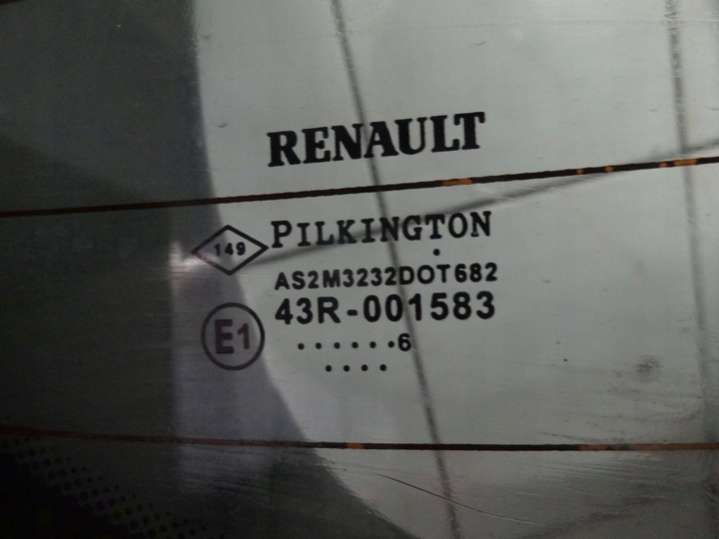 RENAULT
149 PILKINGTON
AS2M3232DOT682
43R-001583
E1
......6
....